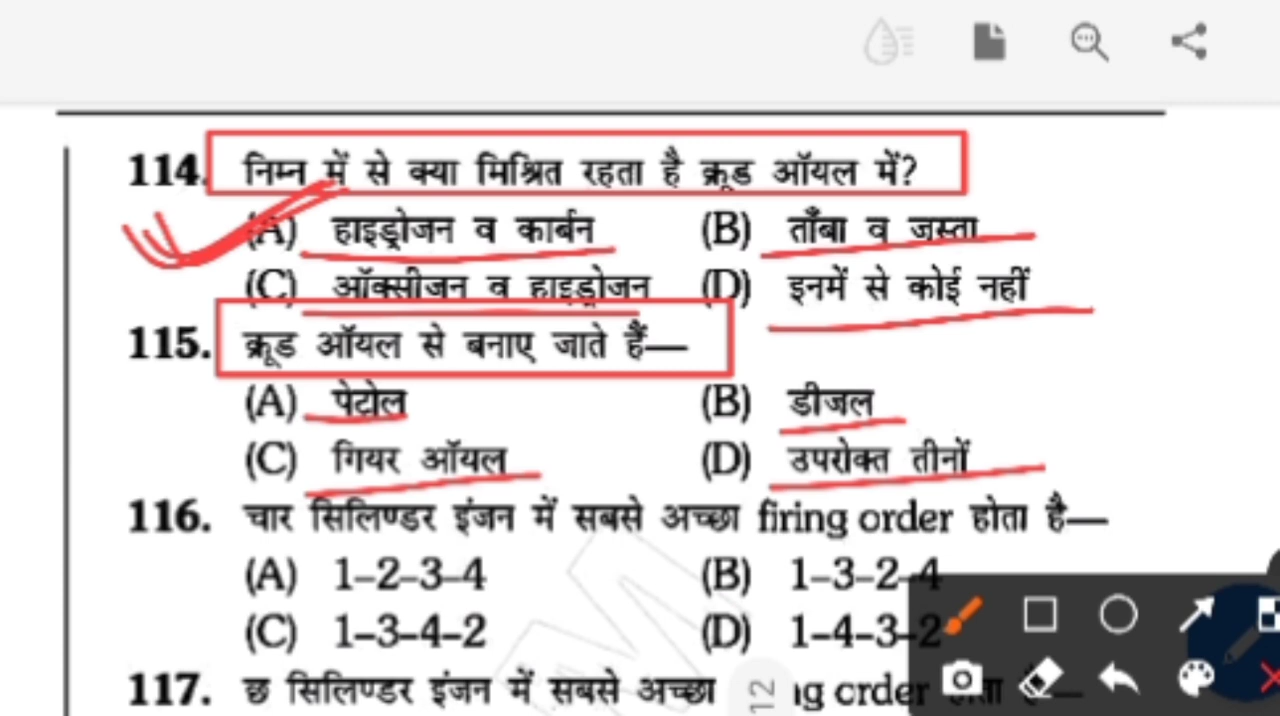 114. निम्न में से क्या मिश्रित रहता है क्रूड ऑयल में?
(A) हाइड्रोजन व कार्बन (B) ताँबा व जस्ता
(C) ऑक्सीजन व हाइड्रोजन (D) इनमें से कोई नहीं
115. क्रूड ऑयल से बनाए जाते हैं—
(A) पेट्रोल (B) डीजल
(C) गियर ऑयल (D) उपरोक्त तीनों
116. चार सिलिण्डर इंजन में सबसे अच्छा firing order होता है—
(A) 1–2–3–4 (B) 1–3–2–4
(C) 1–3–4–2 (D) 1–4–3–2
117. छ सिलिण्डर इंजन में सबसे अच्छा order
12